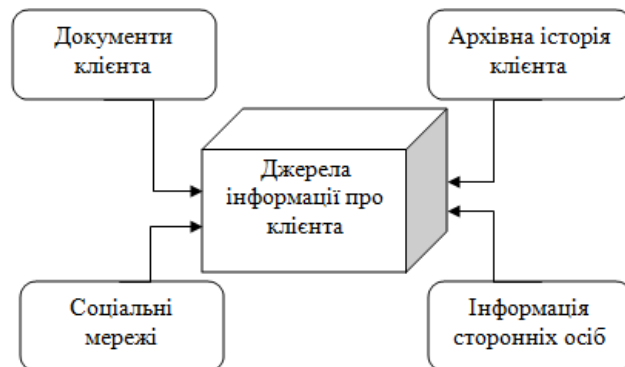 Документи
клієнта
Архівна історія
клієнта
Джерела
інформації про
клієнта
Соціальні
мережі
Інформація
сторонніх осіб